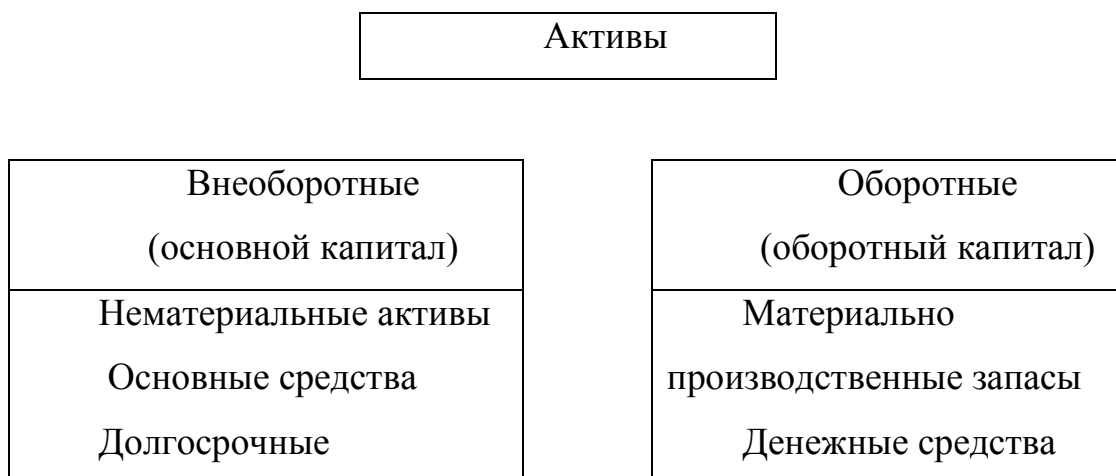 Активы
Внеоборотные
(основной капитал)
Нематериальные активы
Основные средства
Долгосрочные
Оборотные
(оборотный капитал)
Материально
производственные запасы
Денежные средства